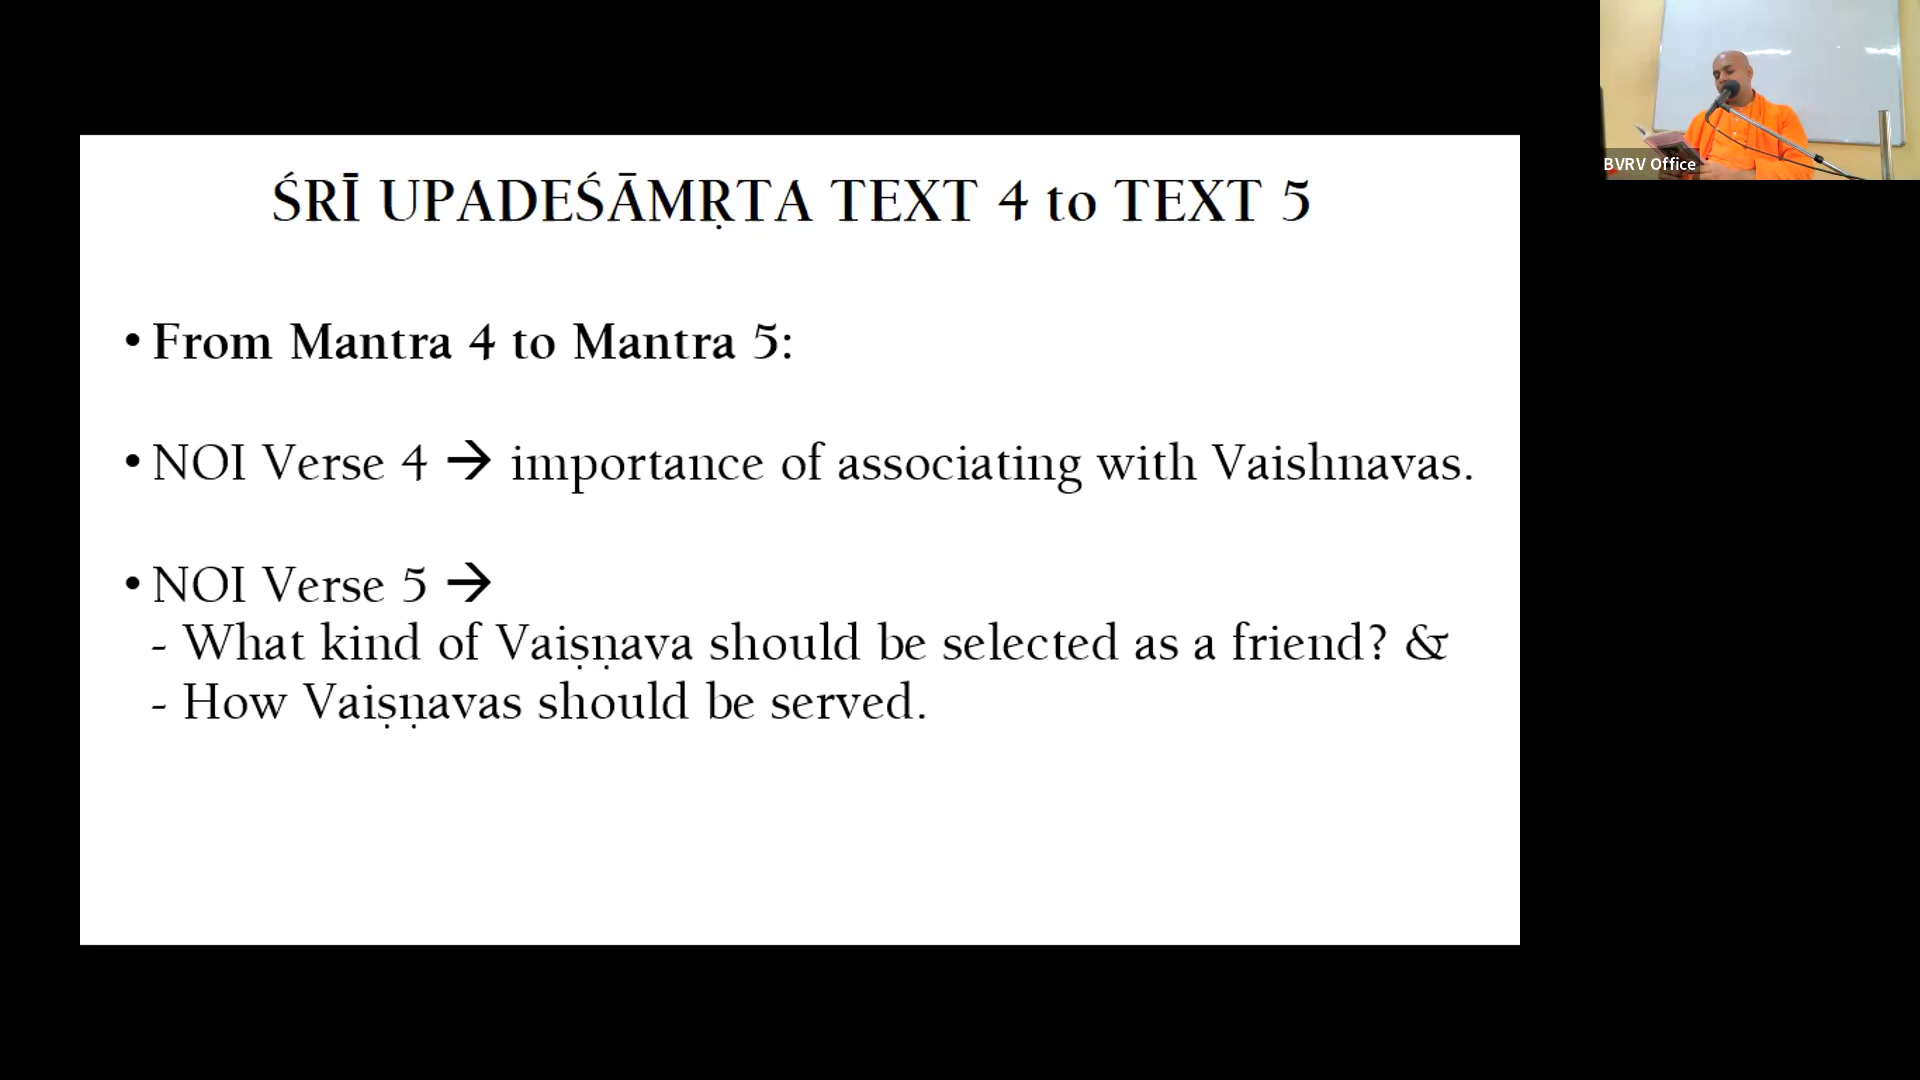 ŚRĪ UPADEŚĀMṚTA TEXT 4 to TEXT 5
• From Mantra 4 to Mantra 5:
• NOI Verse 4 → importance of associating with Vaishnavas.
• NOI Verse 5 →
- What kind of Vaiṣṇava should be selected as a friend? &
- How Vaiṣṇavas should be served.
BVRV Office